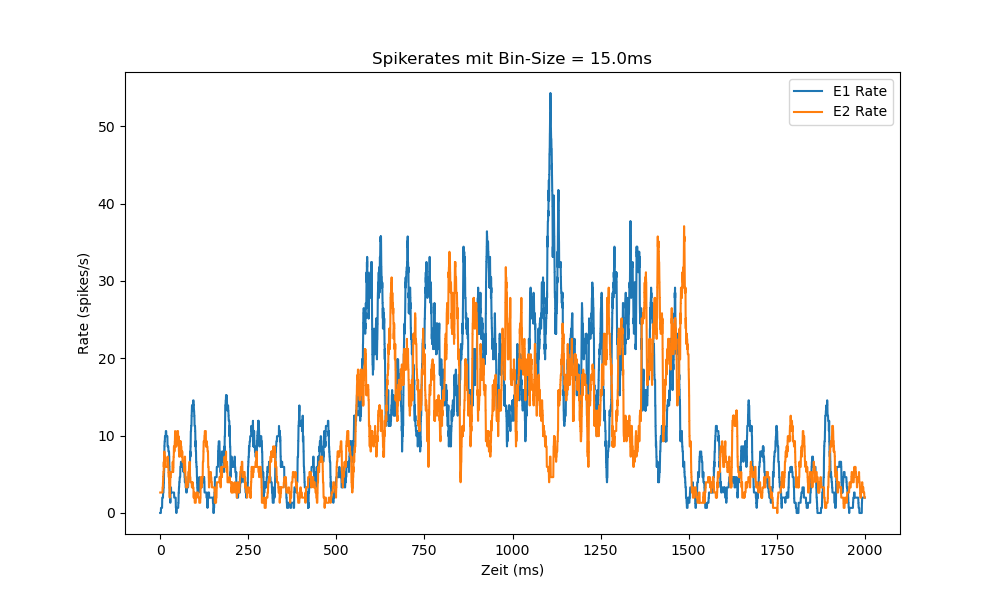 Spikerates mit Bin-Size = 15.0ms
E1 Rate
E2 Rate
50
40
30
20
10
0
Rate (spikes/s)
0 250 500 750 1000 1250 1500 1750 2000
Zeit (ms)